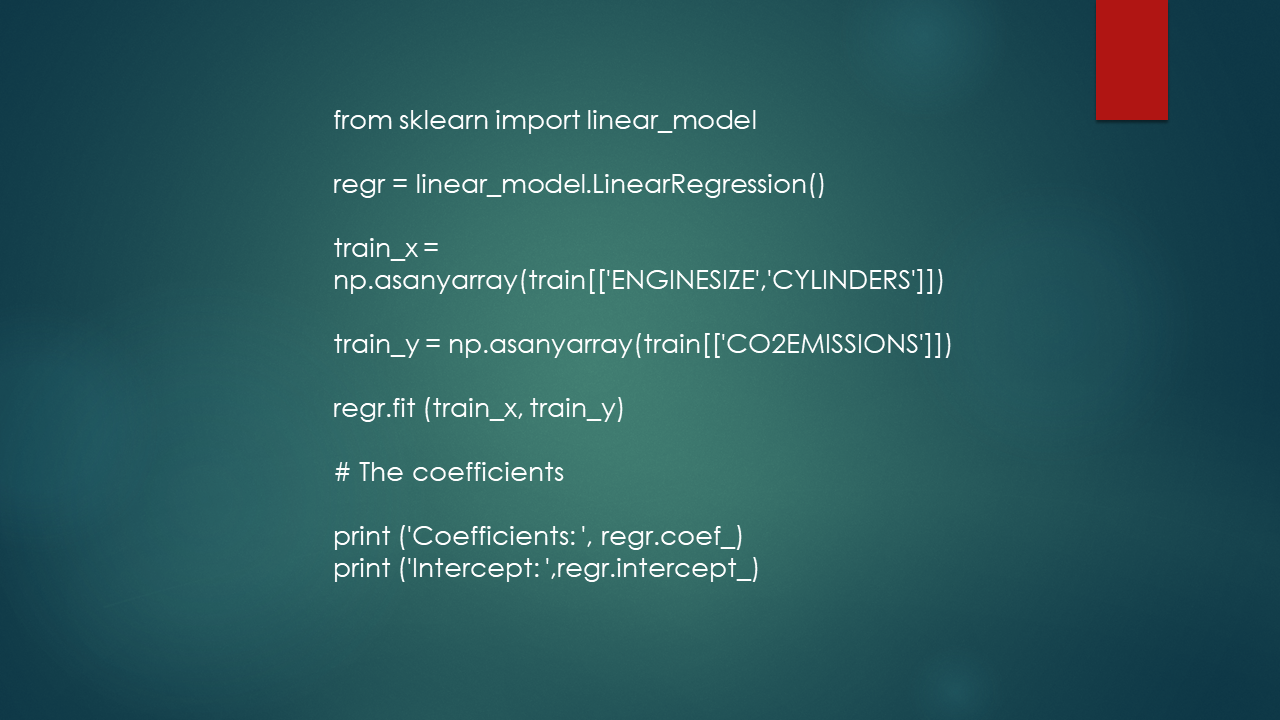 from sklearn import linear_model
regr = linear_model.LinearRegression()
train_x =
np.asanyarray(train[['ENGINESIZE','CYLINDERS']])
train_y = np.asanyarray(train[['CO2EMISSIONS']])
regr.fit (train_x, train_y)
# The coefficients
print ('Coefficients: ', regr.coef_)
print ('Intercept: ',regr.intercept_)